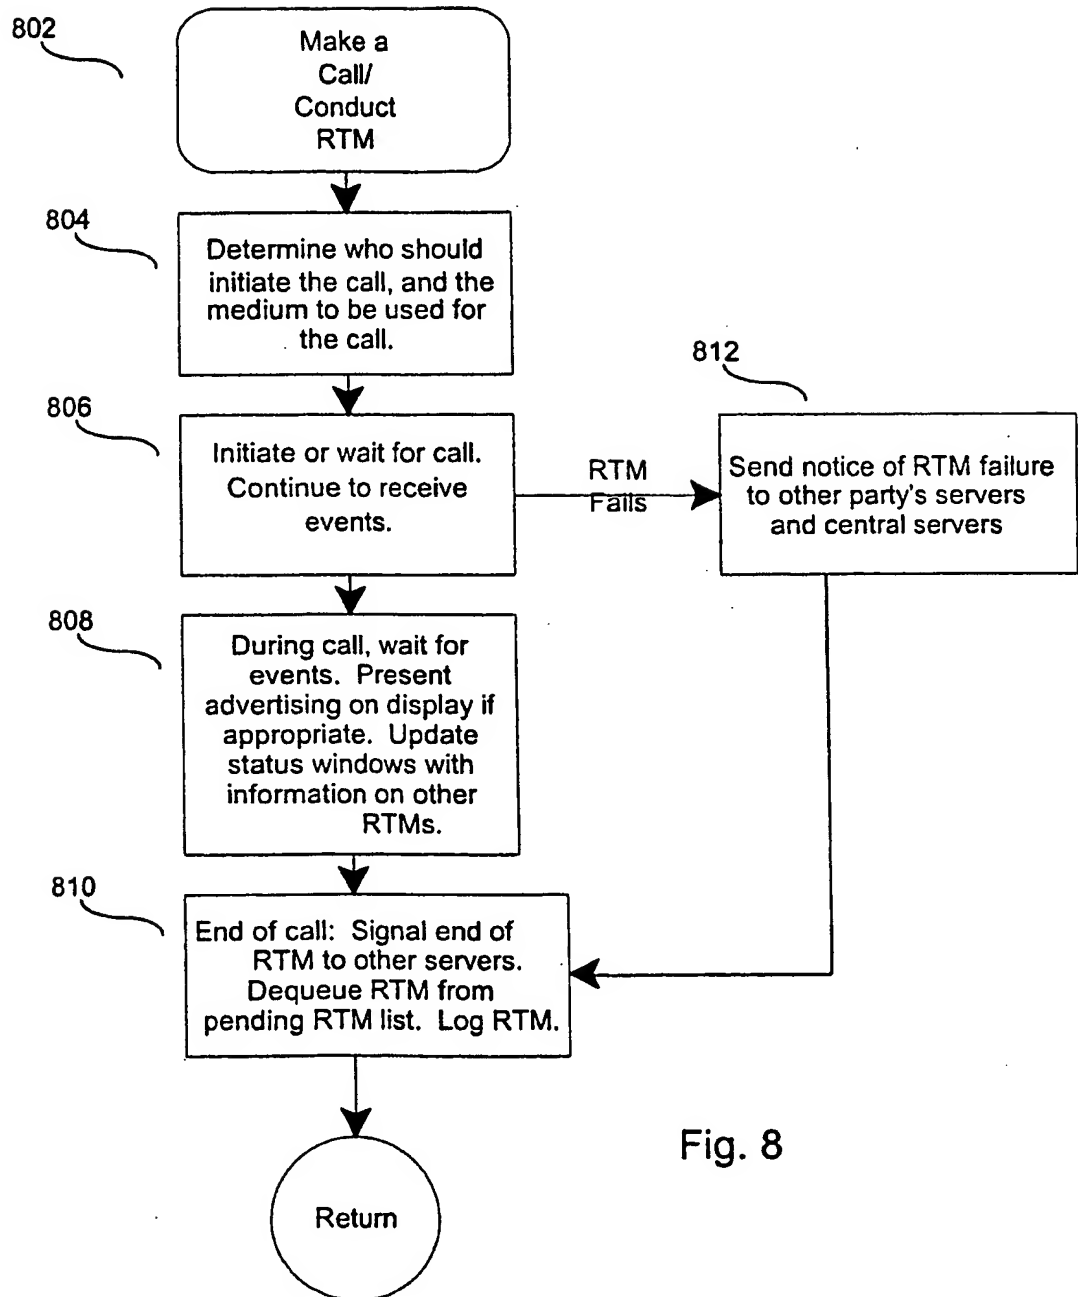 802
Make a
Call/
Conduct
RTM
804
Determine who should
initiate the call, and the
medium to be used for
the call.
806
Initiate or wait for call.
Continue to receive
events.
RTM
Fails
812
Send notice of RTM failure
to other party's servers
and central servers
808
During call, wait for
events. Present
advertising on display if
appropriate. Update
status windows with
information on other
RTMs.
810
End of call: Signal end of
RTM to other servers.
Dequeue RTM from
pending RTM list. Log RTM.
Return
Fig. 8